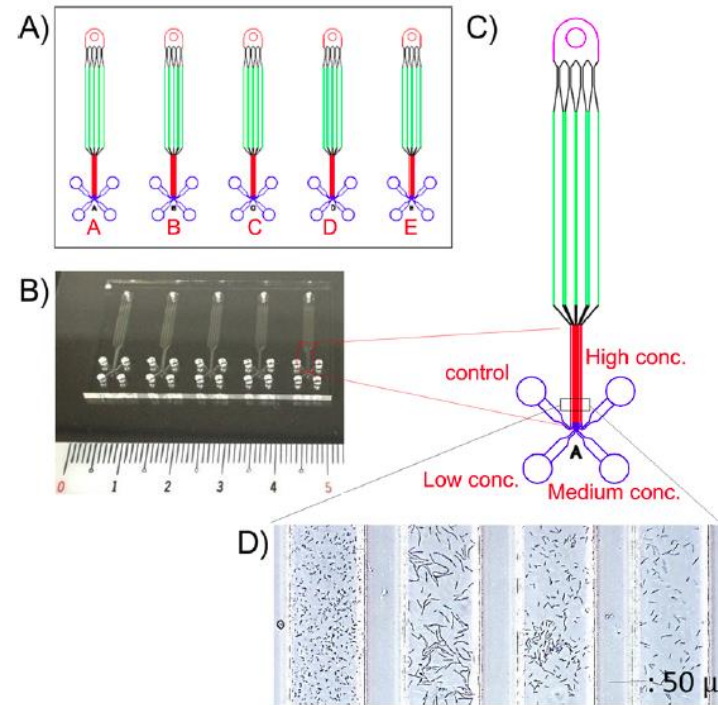 A)
A
B
C
D
E
B)
0 1 2 3 4 5
C)
control
High conc.
Low conc.
Medium conc.
A
D)
: 50 μ